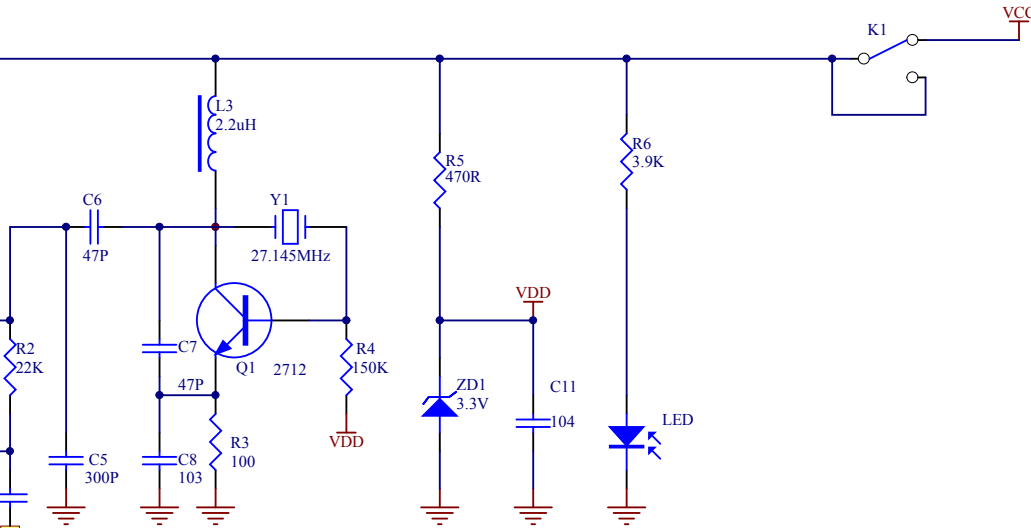 VCC
K1
L3
2.2uH
R6
3.9K
R5
470R
C6
Y1
47P
27.145MHz
VDD
R2
22K
C7
R4
150K
Q1
2712
47P
ZD1
3.3V
C11
104
LED
VDD
R3
100
C5
300P
C8
103